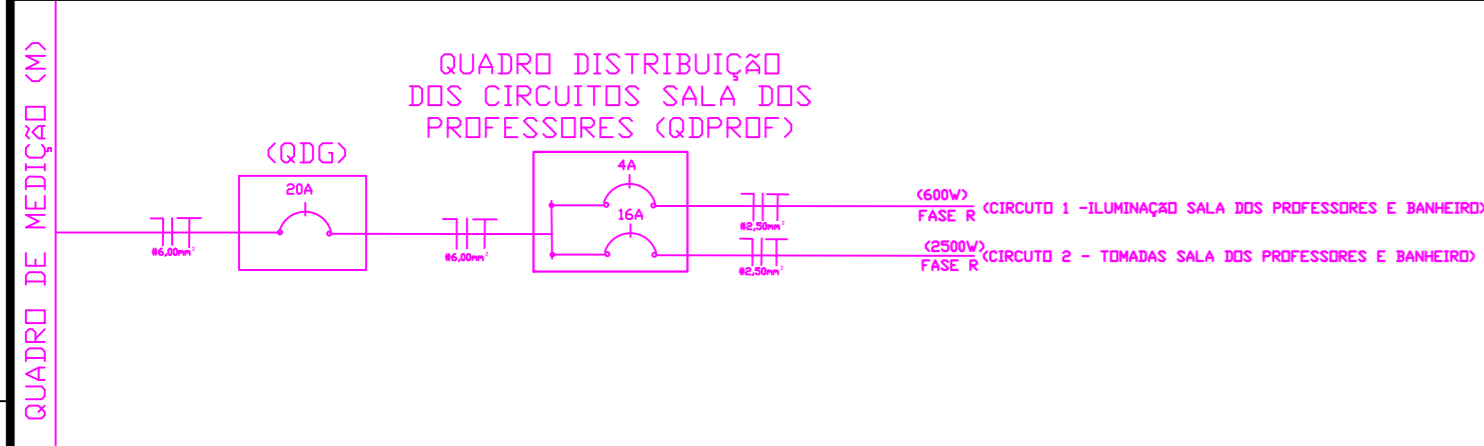 QUADRO DE MEDIÇÃO (M)
QUADRO DISTRIBUIÇÃO
DOS CIRCUITOS SALA DOS
PROFESSORES (QDPROF)
(QDG)
20A
4A
16A
#6,00mm²
#6,00mm²
#2,50mm²
#2,50mm²
(600W)
FASE R (CIRCUTO 1 -ILUMINAÇÃO SALA DOS PROFESSORES E BANHEIRO)
(2500W)
FASE R (CIRCUTO 2 - TOMADAS SALA DOS PROFESSORES E BANHEIRO)